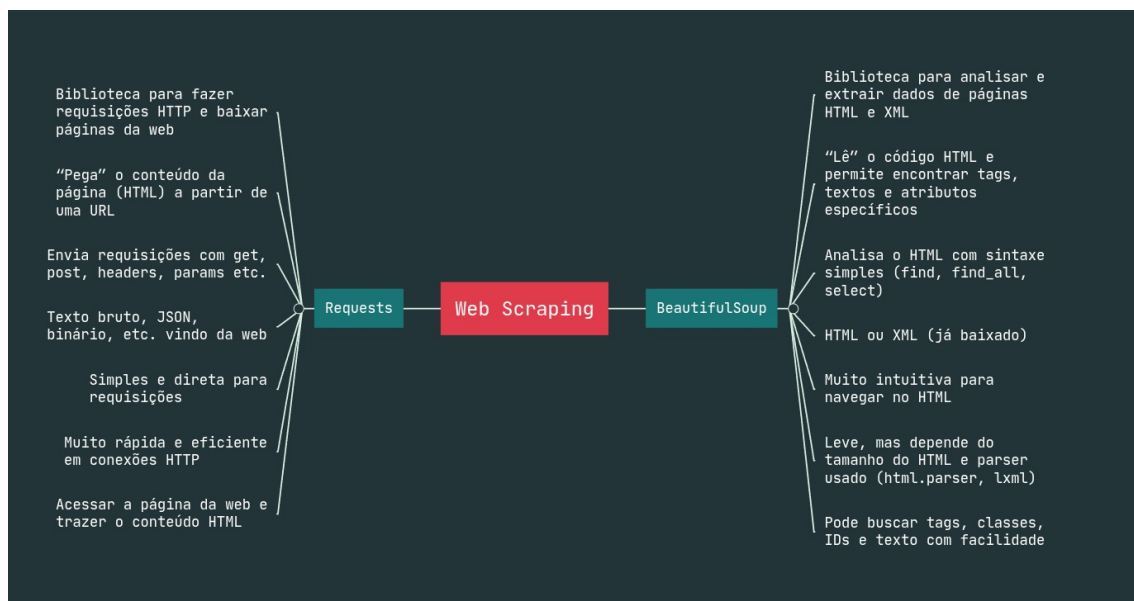 Biblioteca para fazer
requisições HTTP e baixar
páginas da web
“Pega” o conteúdo da
página (HTML) a partir de
uma URL
Envia requisições com get,
post, headers, params etc.
Texto bruto, JSON,
binário, etc. vindo da web
Simples e direta para
requisições
Muito rápida e eficiente
em conexões HTTP
Acessar a página da web e
trazer o conteúdo HTML
Requests
Web Scraping
BeautifulSoup
Biblioteca para analisar e
extrair dados de páginas
HTML e XML
“Lê” o código HTML e
permite encontrar tags,
textos e atributos
específicos
Analisa o HTML com sintaxe
simples (find, find_all,
select)
HTML ou XML (já baixado)
Muito intuitiva para
navegar no HTML
Leve, mas depende do
tamanho do HTML e parser
usado (html.parser, lxml)
Pode buscar tags, classes,
IDs e texto com facilidade